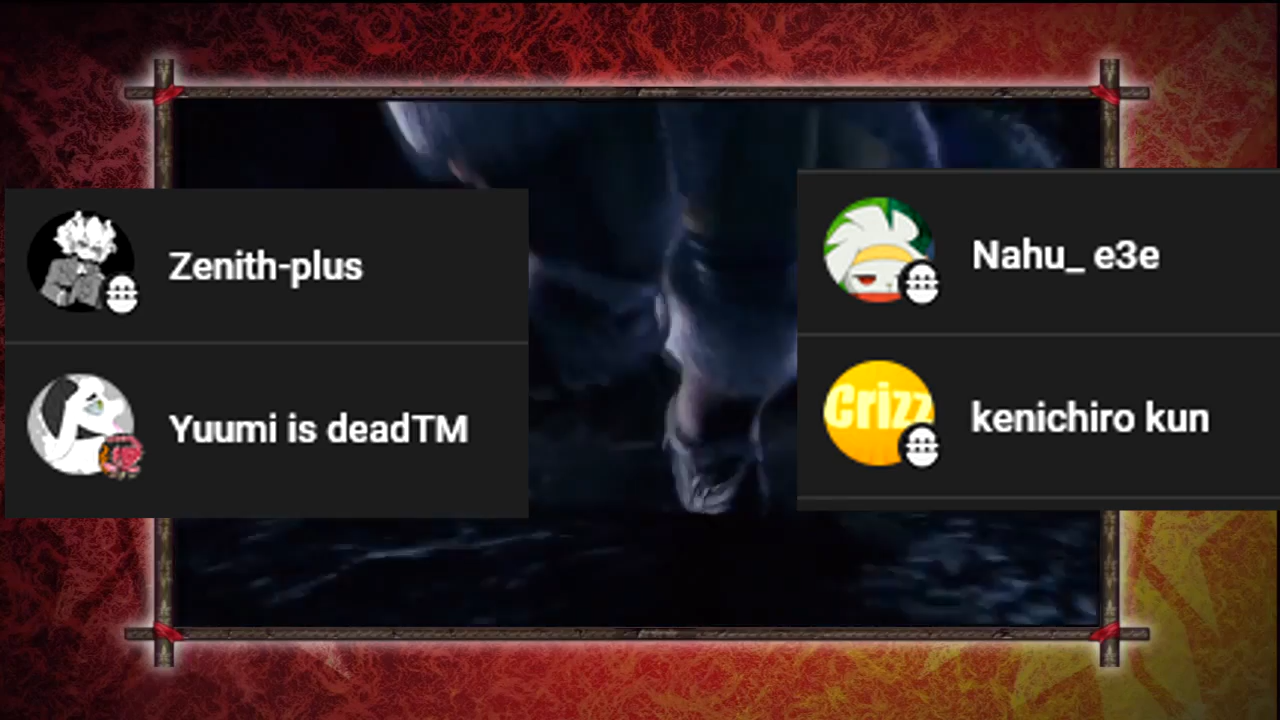 Zenith-plus
Yuumi is deadTM
Nahu_ e3e
Crizz
kenichiro kun